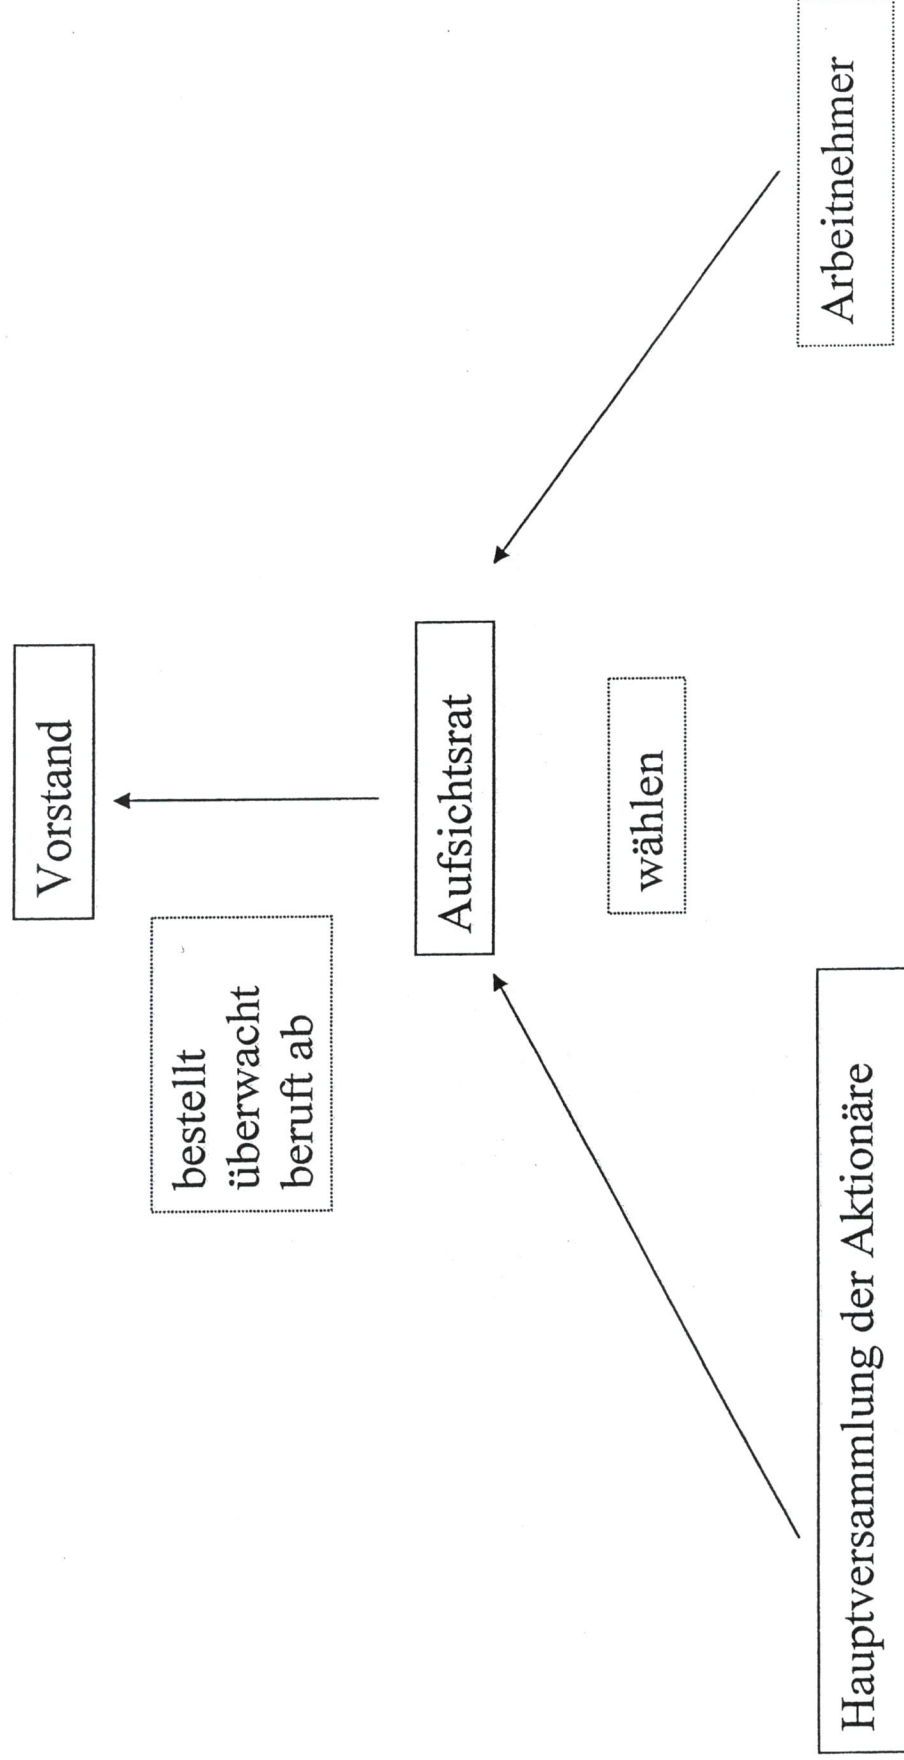 Vorstand
bestellt
überwacht
beruft ab
Aufsichtsrat
wählen
Hauptversammlung der Aktionäre
Arbeitnehmer